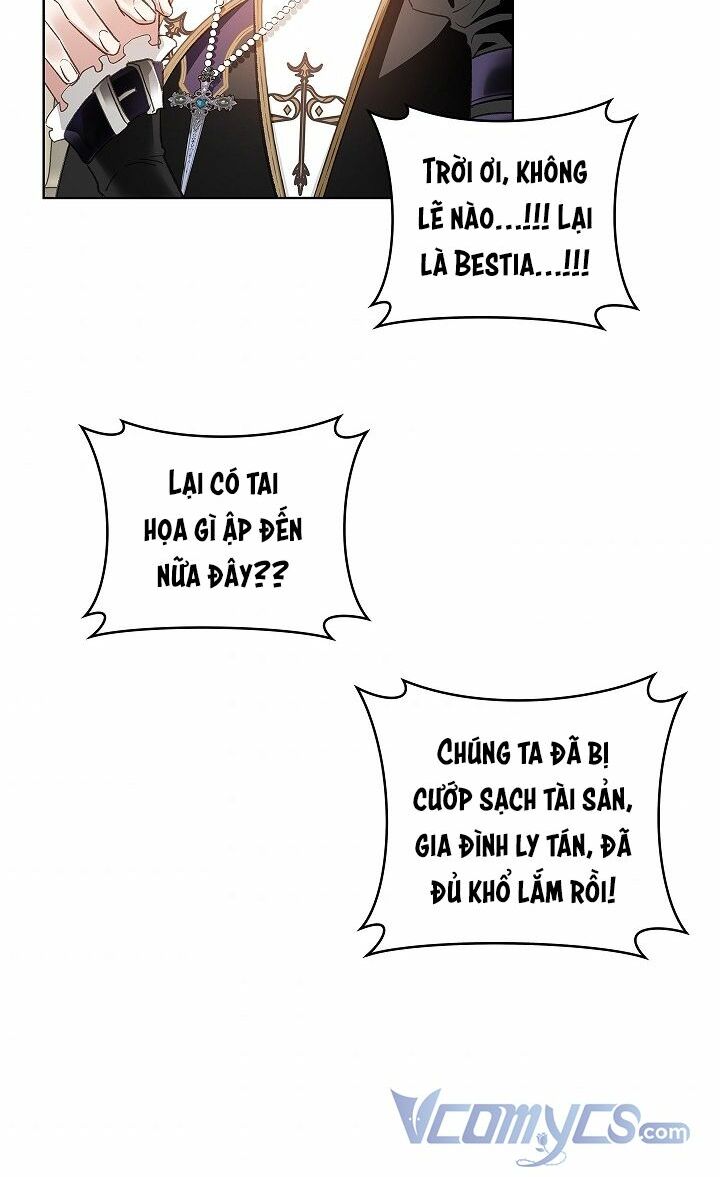 TRỜI ƠI, KHÔNG
LẼ NÀO...!!! LẠI
LÀ BESTIA...!!!
LẠI CÓ TAI
HỌA GÌ ẬP ĐẾN
NỮA ĐÂY??
CHÚNG TA ĐÃ BỊ
CƯỚP SẠCH TÀI SẢN,
GIA ĐÌNH LY TÁN, ĐÃ
ĐỦ KHỔ LẮM RỒI!
VCOMYCS.com